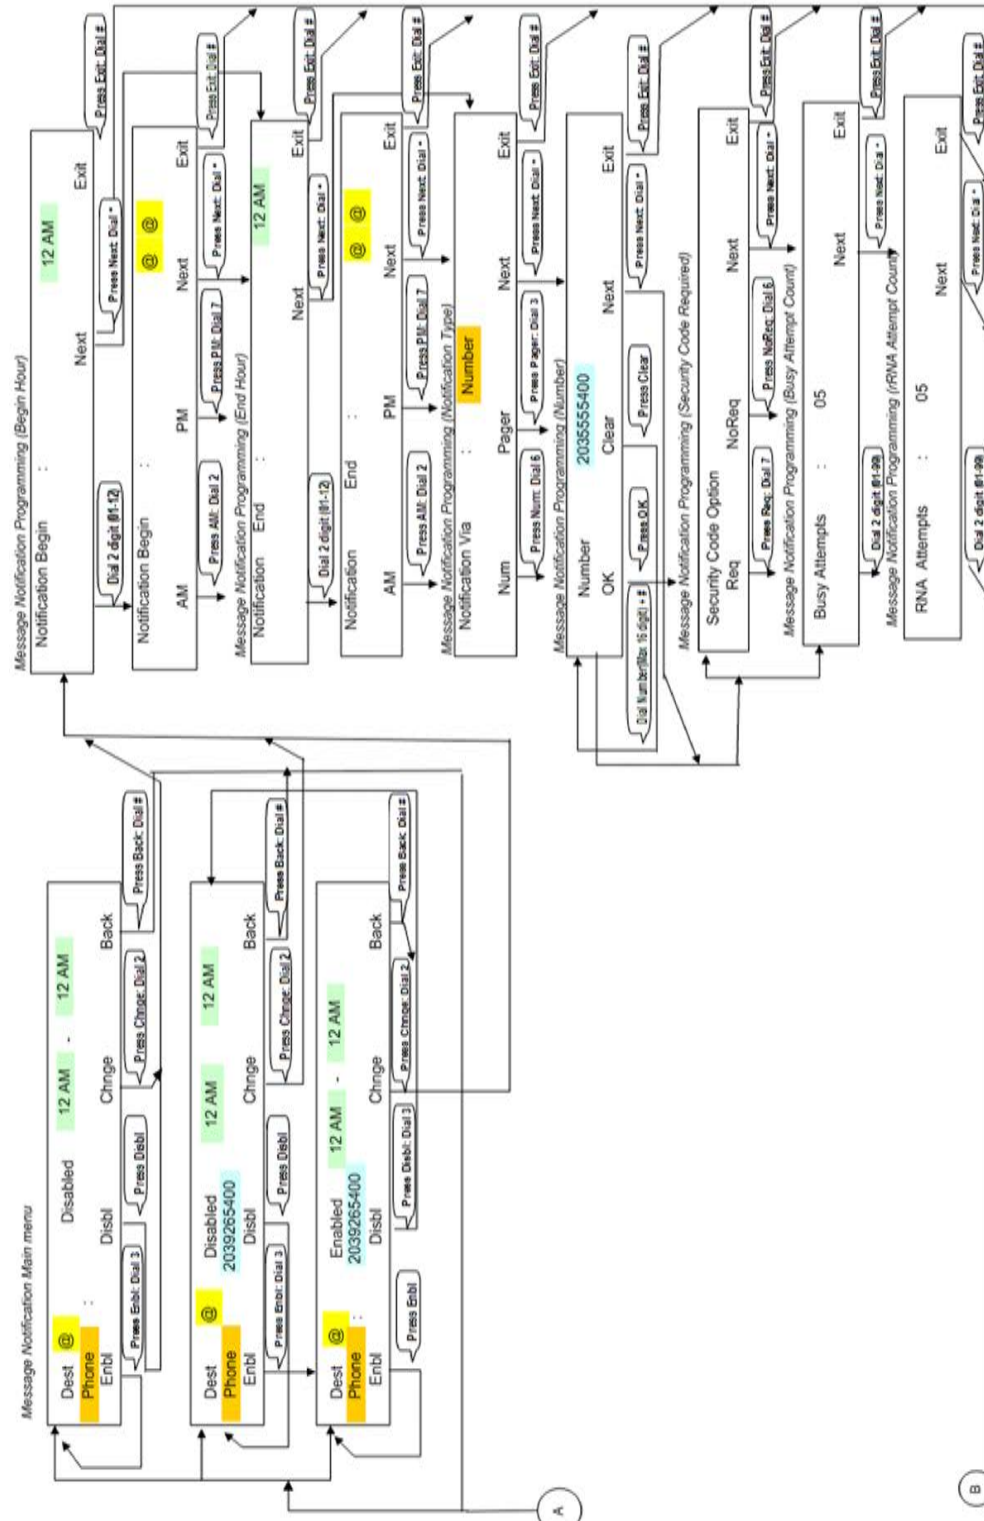 Message Notification Main menu
Dest @ Disabled 12 AM - 12 AM
Phone :
Enbl Disbl Chnge Back
Press Enbl: Dial 3
Press Disbl
Press Chnge: Dial 2
Press Back: Dial #
Dest @ Disabled 12 AM 12 AM
Phone 2039265400
Enbl Disbl Chnge Back
Press Enbl: Dial 3
Press Disbl
Press Chnge: Dial 2
Press Back: Dial #
Dest @ Enabled 12 AM - 12 AM
Phone : 2039265400
Enbl Disbl Chnge Back
Press Enbl
Press Disbl: Dial 3
Press Chnge: Dial 2
Press Back: Dial #
A
B
Message Notification Programming (Begin Hour)
Notification Begin : 12 AM
Next Exit
Dial 2 digit (01-12)
Press Next: Dial *
Press Exit: Dial #
Notification Begin : @ @
AM PM Next Exit
Press AM: Dial 2
Press PM: Dial 7
Press Next: Dial *
Press Exit: Dial #
Message Notification Programming (End Hour)
Notification End : 12 AM
Next Exit
Dial 2 digit (01-12)
Press Next: Dial *
Press Exit: Dial #
Notification End : @ @
AM PM Next Exit
Press AM: Dial 2
Press PM: Dial 7
Press Next: Dial *
Press Exit: Dial #
Message Notification Programming (Notification Type)
Notification Via : Number
Num Pager Next Exit
Press Num: Dial 6
Press Pager: Dial 3
Press Next: Dial *
Press Exit: Dial #
Message Notification Programming (Number)
Number 2035555400
OK Clear Exit
Dial Number(Max 16 digit) + #
Press OK
Press Clear
Press Next: Dial *
Press Exit: Dial #
Message Notification Programming (Security Code Required)
Security Code Option
Req NoReq Next Exit
Press Req: Dial 7
Press NoReq: Dial 6
Press Next: Dial *
Press Exit: Dial #
Message Notification Programming (Busy Attempt Count)
Busy Attempts : 05
Next Exit
Dial 2 digit (01-99)
Press Next: Dial *
Press Exit: Dial #
Message Notification Programming (rRNA Attempt Count)
RNA Attempts : 05
Next Exit
Dial 2 digit (01-99)
Press Next: Dial *
Press Exit: Dial #